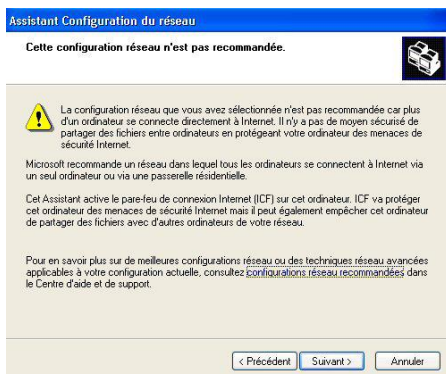 Assistant Configuration du réseau
Cette configuration réseau n'est pas recommandée.
La configuration réseau que vous avez sélectionnée n'est pas recommandée car plus
d'un ordinateur se connecte directement à Internet. Il n'y a pas de moyen sécurisé de
partager des fichiers entre ordinateurs en protégeant votre ordinateur des menaces de
sécurité Internet.
Microsoft recommande un réseau dans lequel tous les ordinateurs se connectent à Internet via
un seul ordinateur ou via une passerelle résidentielle.
Cet Assistant active le pare-feu de connexion Internet (ICF) sur cet ordinateur. ICF va protéger
cet ordinateur des menaces de sécurité Internet mais il peut également empêcher cet ordinateur
de partager des fichiers avec d'autres ordinateurs de votre réseau.
Pour en savoir plus sur de meilleures configurations réseau ou des techniques réseau avancées
applicables à votre configuration actuelle, consultez configurations réseau recommandées dans
le Centre d'aide et de support.
< Précédent Suivant > Annuler